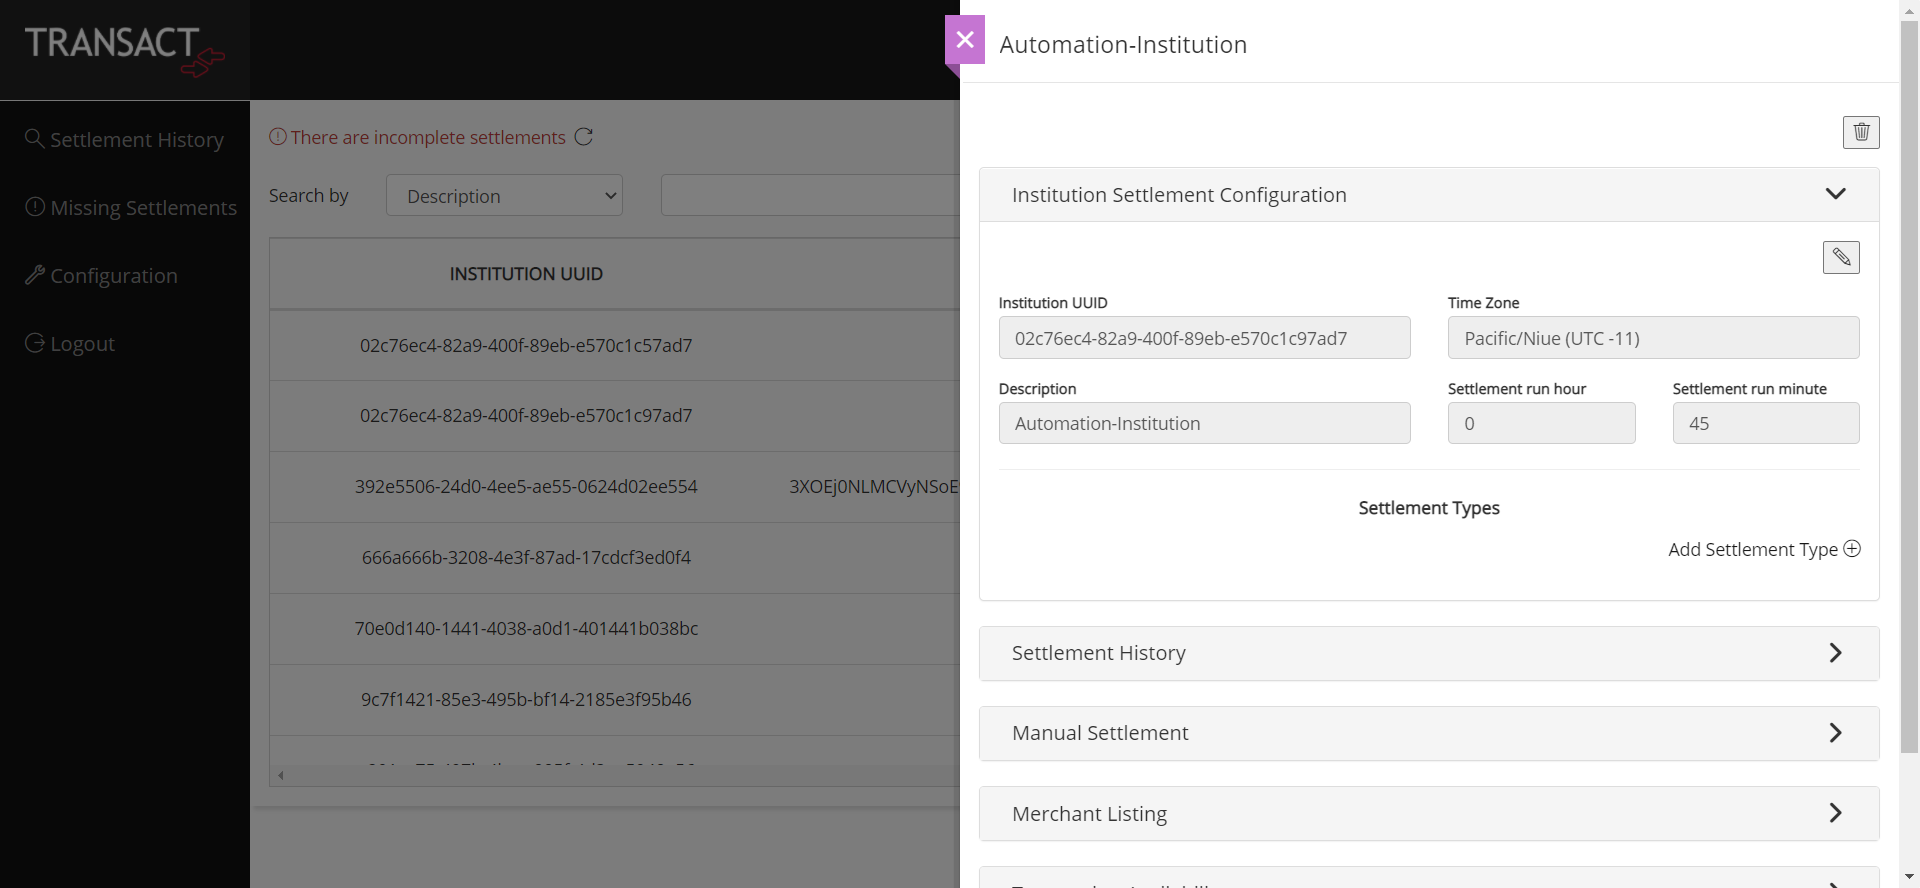 TRANSACT
Settlement History
Missing Settlements
Configuration
Logout
There are incomplete settlements
Search by
Description
INSTITUTION UUID
02c76ec4-82a9-400f-89eb-e570c1c57ad7
02c76ec4-82a9-400f-89eb-e570c1c97ad7
392e5506-24d0-4ee5-ae55-0624d02ee554
666a666b-3208-4e3f-87ad-17cdcf3ed0f4
70e0d140-1441-4038-a0d1-401441b038bc
9c7f1421-85e3-495b-bf14-2185e3f95b46
Automation-Institution
Institution Settlement Configuration
Institution UUID
Time Zone
02c76ec4-82a9-400f-89eb-e570c1c97ad7
Pacific/Niue (UTC -11)
Description
Settlement run hour
Settlement run minute
Automation-Institution
0
45
Settlement Types
Add Settlement Type
Settlement History
Manual Settlement
Merchant Listing